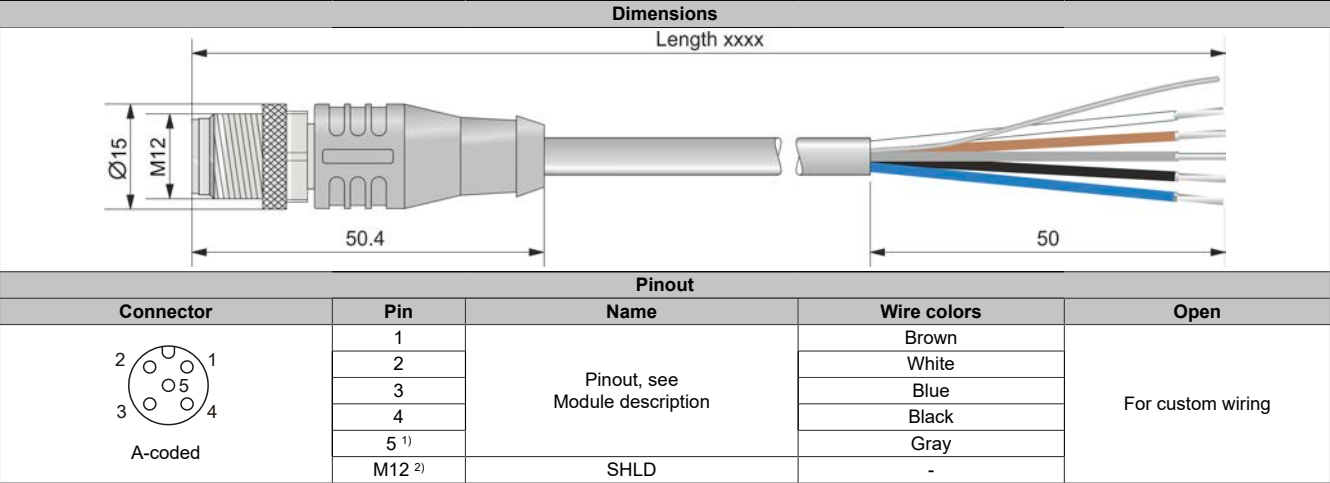 Dimensions
Length xxxx
Ø15
M12
50.4
50
Pinout
Connector Pin Name Wire colors Open
2 1
5
3 4
A-coded
1 Brown
2 White
3 Blue
4 Black
5 1) Gray
Pinout, see
Module description
For custom wiring
M12 2) SHLD -